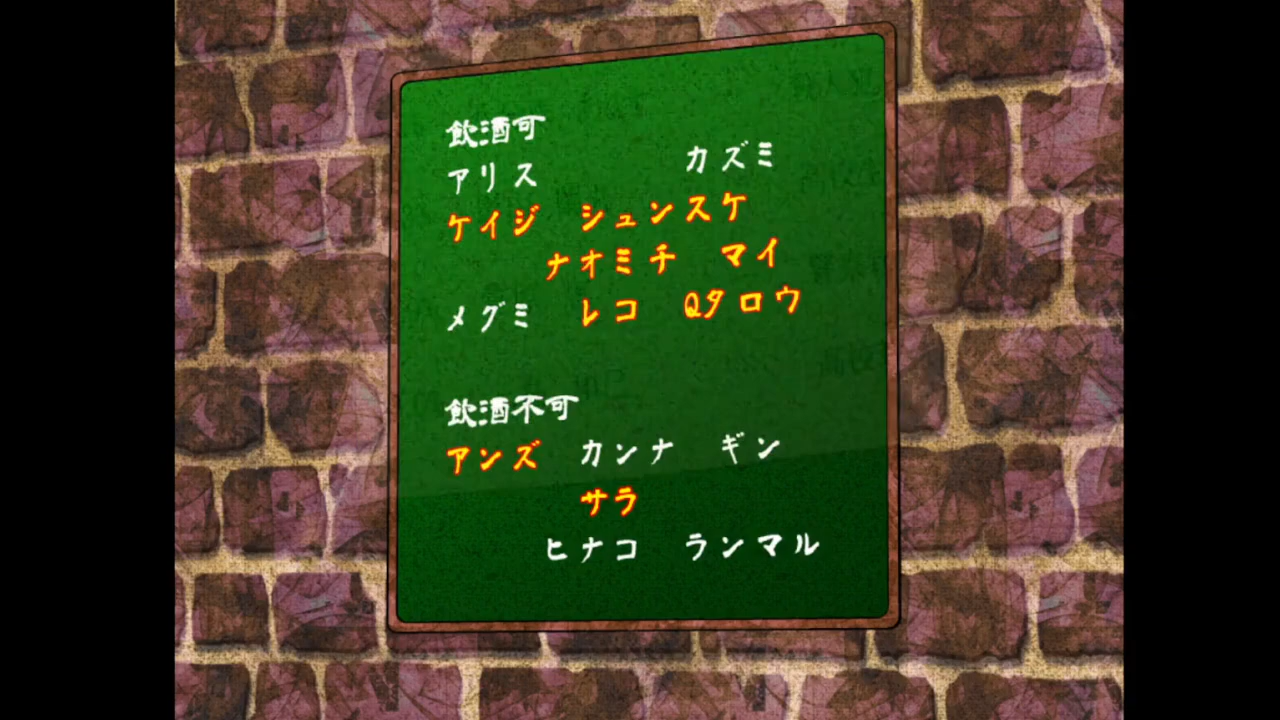 飲酒可
アリス カズミ
ケイジ シュンスケ
ナオミチ マイ
メグミ レコ Qタロウ
飲酒不可
アンズ カンナ ギン
サラ
ヒナコ ランマル